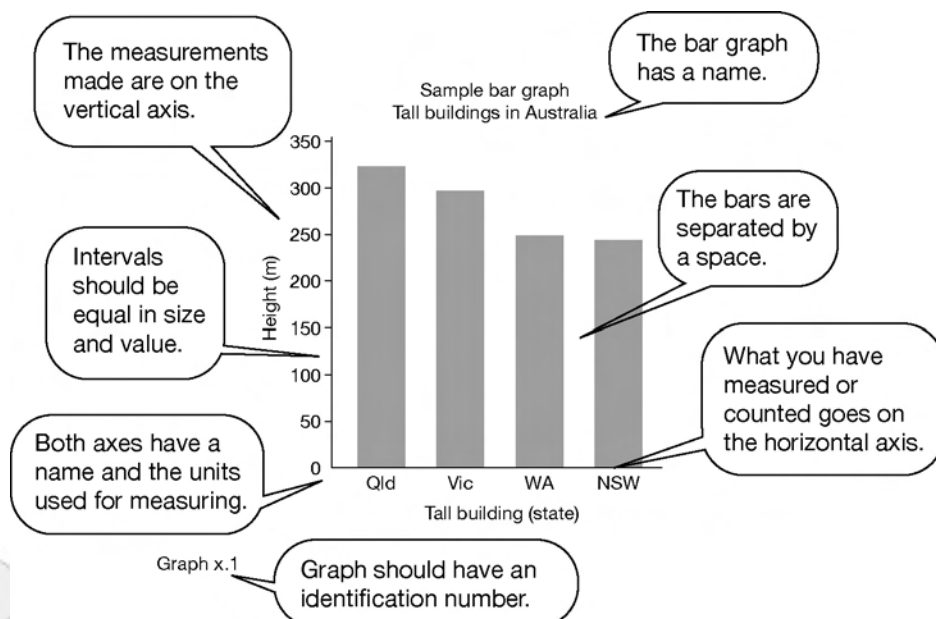 The measurements
made are on the
vertical axis.
The bar graph
has a name.
Sample bar graph
Tall buildings in Australia
350
300
250
200
150
100
50
0
Height (m)
Intervals
should be
equal in size
and value.
The bars are
separated by
a space.
What you have
measured or
counted goes on
the horizontal axis.
Both axes have a
name and the units
used for measuring.
Qld Vic WA NSW
Tall building (state)
Graph x.1
Graph should have an
identification number.